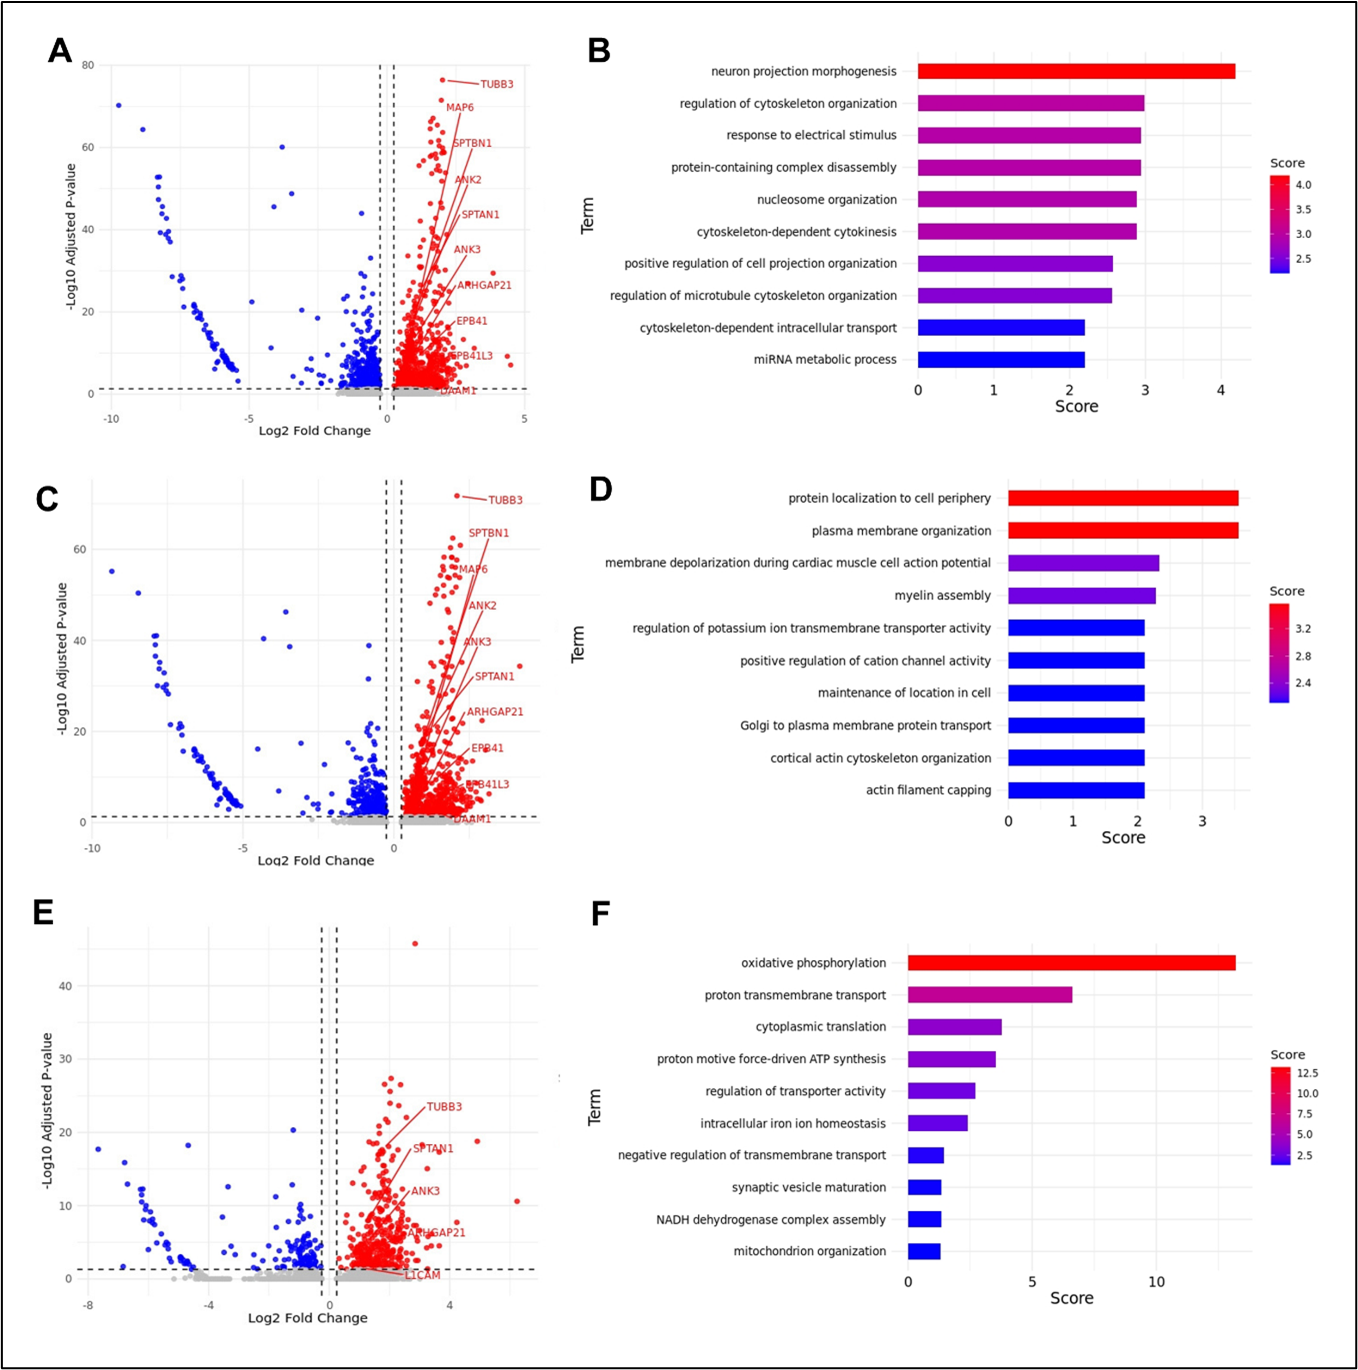 A
80
60
40
20
0
-10
-5
0
5
-Log10 Adjusted P-value
Log2 Fold Change
TUBB3
MAP6
SPTBN1
ANK2
SPTAN1
ANK3
ARHGAP21
EPB41
EPB41L3
DAAM1
B
Term
neuron projection morphogenesis
regulation of cytoskeleton organization
response to electrical stimulus
protein-containing complex disassembly
nucleosome organization
cytoskeleton-dependent cytokinesis
positive regulation of cell projection organization
regulation of microtubule cytoskeleton organization
cytoskeleton-dependent intracellular transport
miRNA metabolic process
0
1
2
3
4
Score
Score
4.0
3.5
3.0
2.5
C
60
40
20
0
-10
-5
0
-Log10 Adjusted P-value
Log2 Fold Change
TUBB3
SPTBN1
MAP6
ANK2
ANK3
SPTAN1
ARHGAP21
EPB41
EPB41L3
DAAM1
D
Term
protein localization to cell periphery
plasma membrane organization
membrane depolarization during cardiac muscle cell action potential
myelin assembly
regulation of potassium ion transmembrane transporter activity
positive regulation of cation channel activity
maintenance of location in cell
Golgi to plasma membrane protein transport
cortical actin cytoskeleton organization
actin filament capping
0
1
2
3
Score
Score
3.2
2.8
2.4
E
40
30
20
10
0
-8
-4
0
4
-Log10 Adjusted P-value
Log2 Fold Change
TUBB3
SPTAN1
ANK3
ARHGAP21
L1CAM
F
Term
oxidative phosphorylation
proton transmembrane transport
cytoplasmic translation
proton motive force-driven ATP synthesis
regulation of transporter activity
intracellular iron ion homeostasis
negative regulation of transmembrane transport
synaptic vesicle maturation
NADH dehydrogenase complex assembly
mitochondrion organization
0
5
10
Score
Score
12.5
10.0
7.5
5.0
2.5